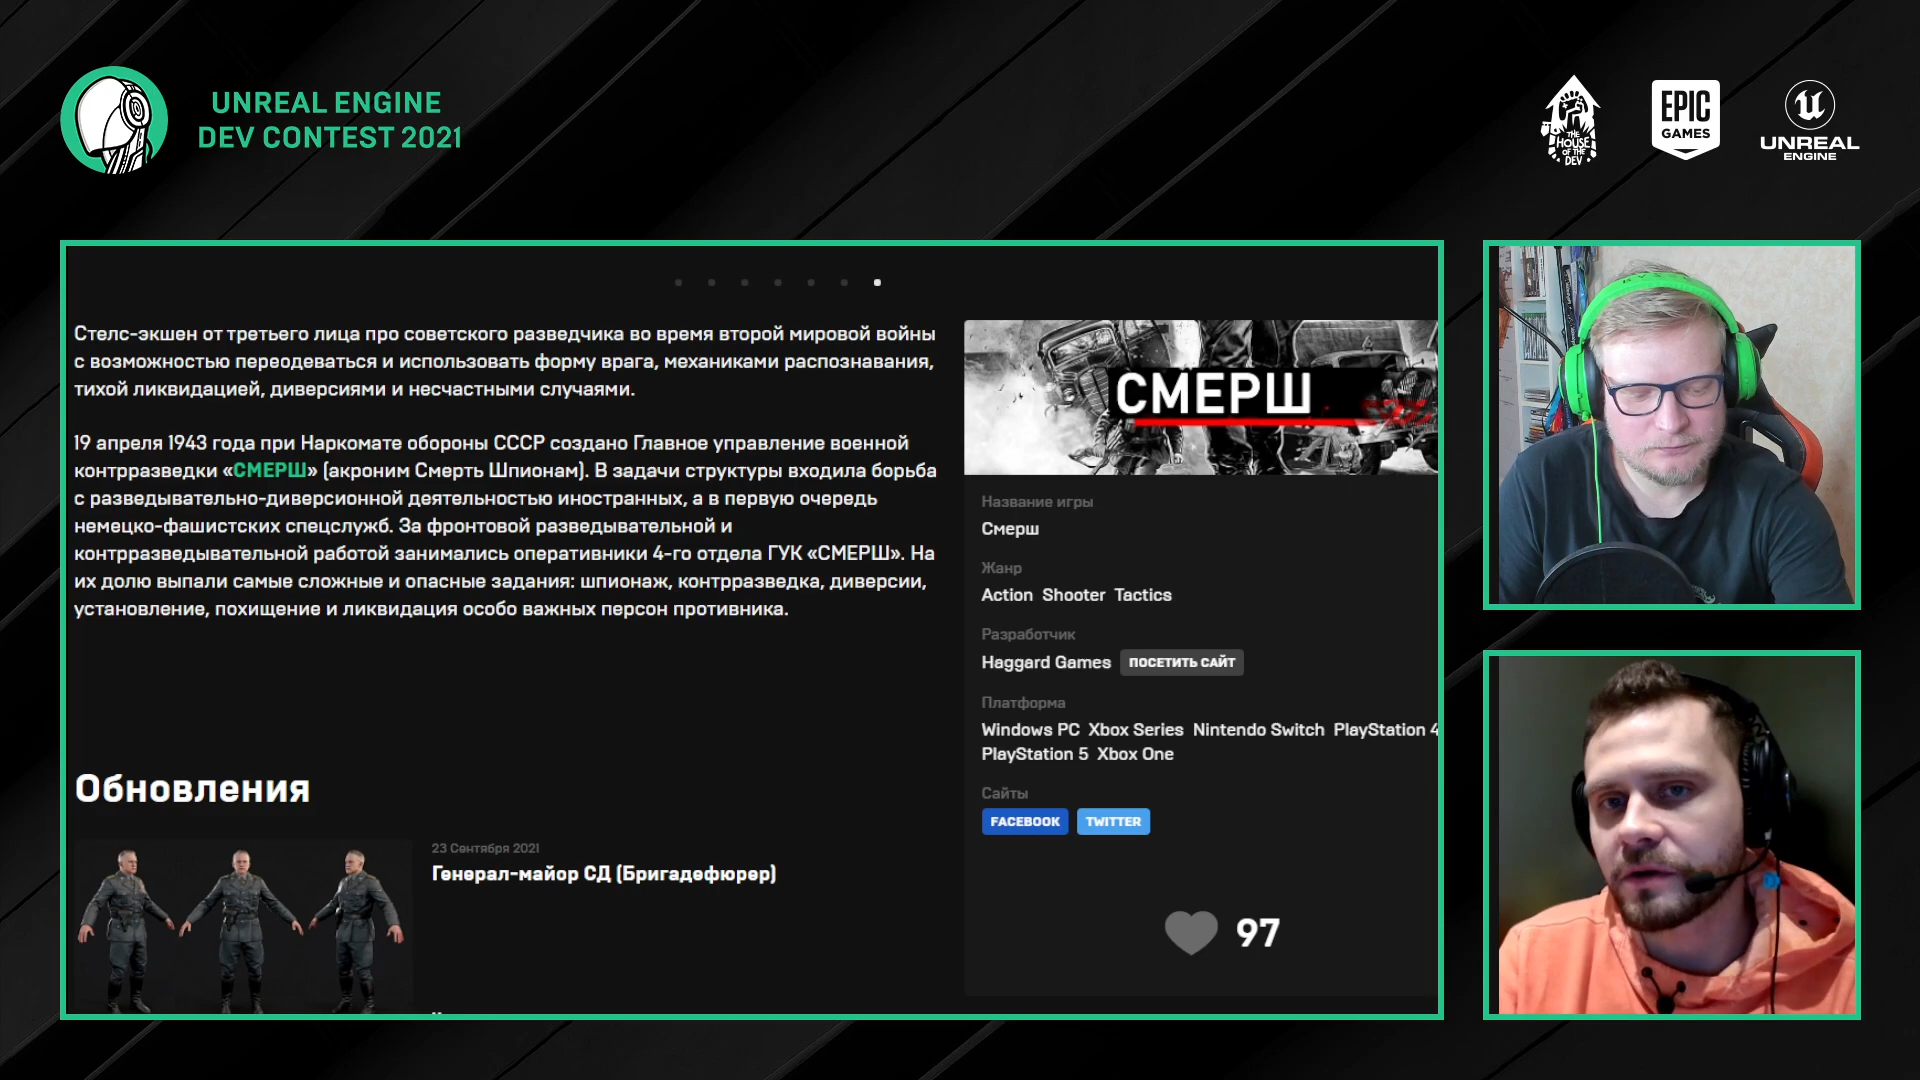 UNREAL ENGINE
DEV CONTEST 2021
THE
HOUSE
OF THE
DEV
EPIC
GAMES
UNREAL
ENGINE
Стелс-экшен от третьего лица про советского разведчика во время второй мировой войны
с возможностью переодеваться и использовать форму врага, механиками распознавания,
тихой ликвидацией, диверсиями и несчастными случаями.
19 апреля 1943 года при Наркомате обороны СССР создано Главное управление военной
контрразведки «СМЕРШ» (акроним Смерть Шпионам). В задачи структуры входила борьба
с разведывательно-диверсионной деятельностью иностранных, а в первую очередь
немецко-фашистских спецслужб. За фронтовой разведывательной и
контрразведывательной работой занимались оперативники 4-го отдела ГУК «СМЕРШ». На
их долю выпали самые сложные и опасные задания: шпионаж, контрразведка, диверсии,
установление, похищение и ликвидация особо важных персон противника.
Обновления
23 Сентября 2021
Генерал-майор СД (Бригадефюрер)
СМЕРШ
Название игры
Смерш
Жанр
Action Shooter Tactics
Разработчик
Haggard Games ПОСЕТИТЬ САЙТ
Платформа
Windows PC Xbox Series Nintendo Switch PlayStation 4
PlayStation 5 Xbox One
Сайты
FACEBOOK TWITTER
97